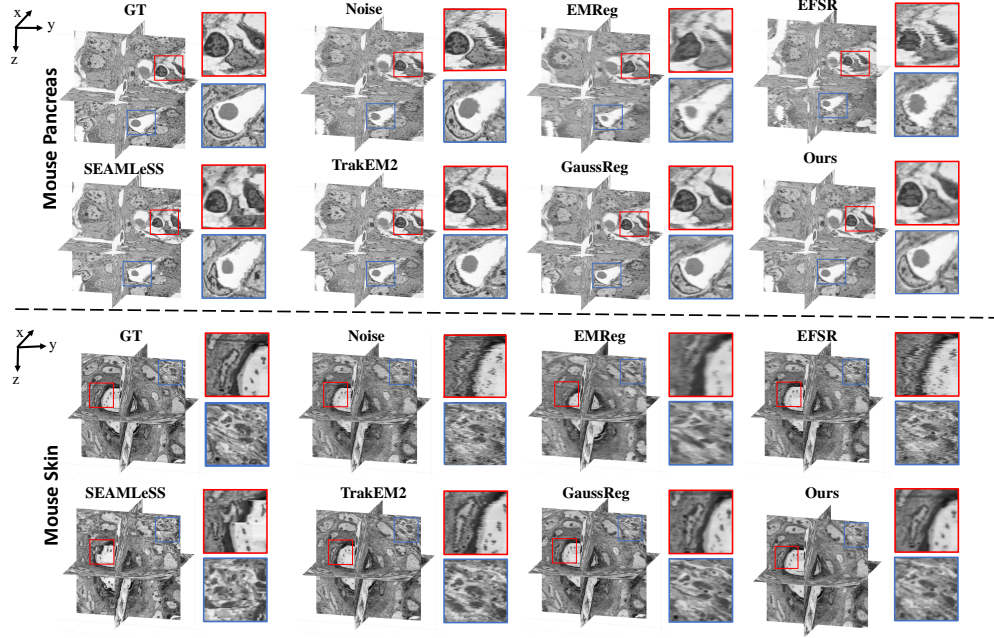 x
y
z
Mouse Pancreas
GT
Noise
EMReg
EFSR
SEAMLeSS
TrakEM2
GaussReg
Ours
x
y
z
Mouse Skin
GT
Noise
EMReg
EFSR
SEAMLeSS
TrakEM2
GaussReg
Ours